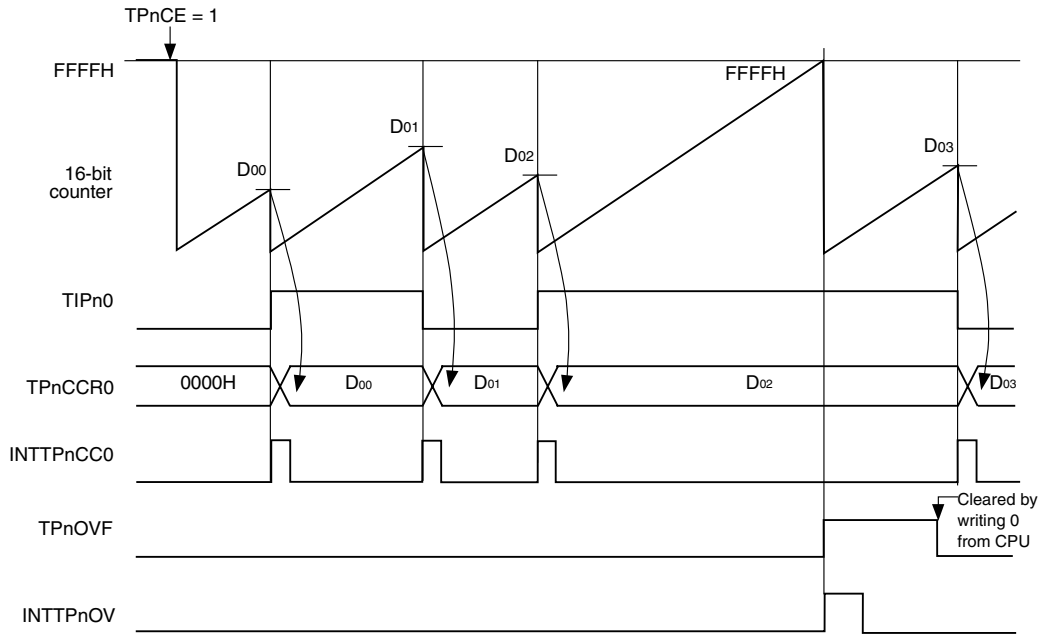 TPnCE = 1
FFFFH
FFFFH
D01
D00
D02
D03
16-bit
counter
TIPn0
TPnCCR0
0000H
D00
D01
D02
D03
INTTPnCC0
TPnOVF
Cleared by
writing 0
from CPU
INTTPnOV